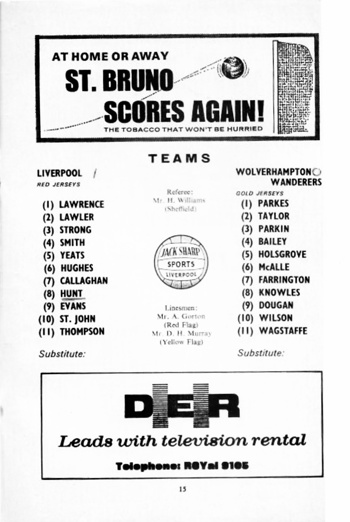 AT HOME OR AWAY
ST. BRUNO
SCORES AGAIN!
THE TOBACCO THAT WON'T BE HURRIED
TEAMS
LIVERPOOL /
RED JERSEYS
(1) LAWRENCE
(2) LAWLER
(3) STRONG
(4) SMITH
(5) YEATS
(6) HUGHES
(7) CALLAGHAN
(8) HUNT
(9) EVANS
(10) ST. JOHN
(11) THOMPSON
Substitute:
Referee:
Mr. H. Williams
(Sheffield)
JACK SHARP
SPORTS
LIVERPOOL
Linesmen:
Mr. A. Gorton
(Red Flag)
Mr. D. H. Murray
(Yellow Flag)
WOLVERHAMPTON O
WANDERERS
GOLD JERSEYS
(1) PARKES
(2) TAYLOR
(3) PARKIN
(4) BAILEY
(5) HOLSGROVE
(6) McALLE
(7) FARRINGTON
(8) KNOWLES
(9) DOUGAN
(10) WILSON
(11) WAGSTAFFE
Substitute:
DER
Leads with television rental
Telephone: ROYal 9105
15